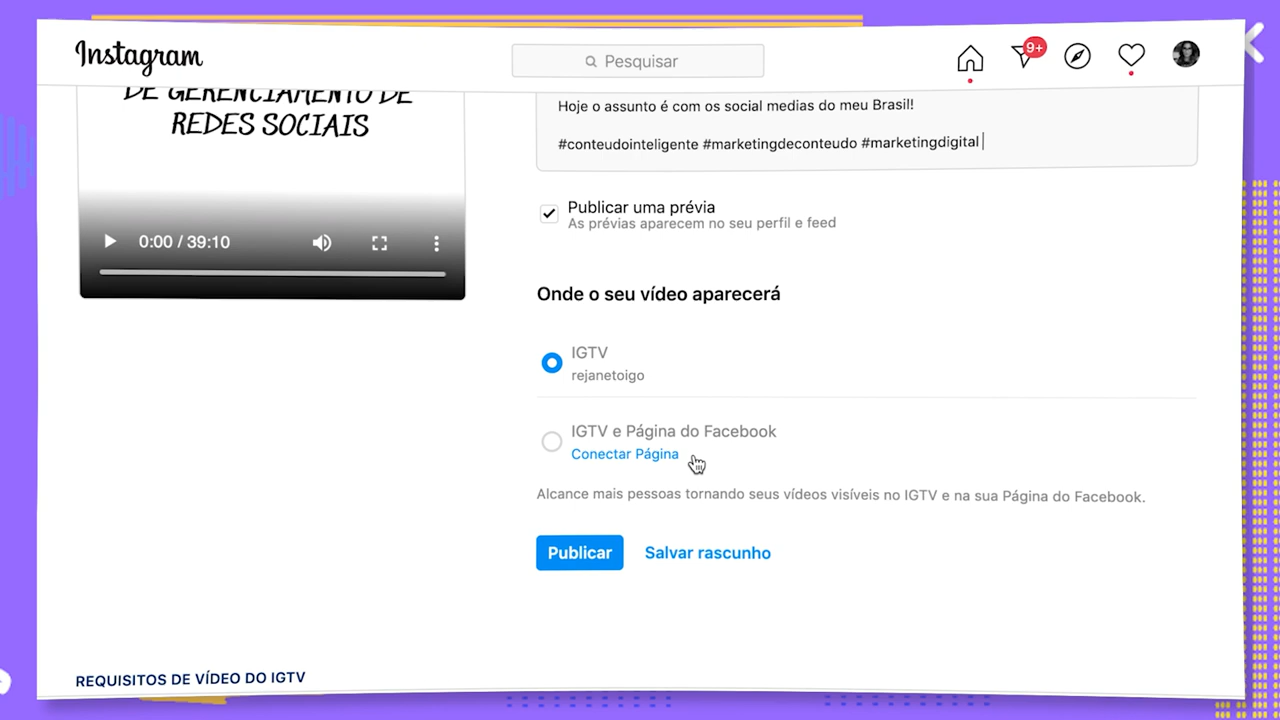 Instagram
Pesquisar
9+
DE GERENCIAMENTO DE
REDES SOCIAIS
0:00 / 39:10
Hoje o assunto é com os social medias do meu Brasil!
#conteudointeligente #marketingdeconteudo #marketingdigital
Publicar uma prévia
As prévias aparecem no seu perfil e feed
Onde o seu vídeo aparecerá
IGTV
rejanetoigo
IGTV e Página do Facebook
Conectar Página
Alcance mais pessoas tornando seus vídeos visíveis no IGTV e na sua Página do Facebook.
Publicar
Salvar rascunho
REQUISITOS DE VÍDEO DO IGTV